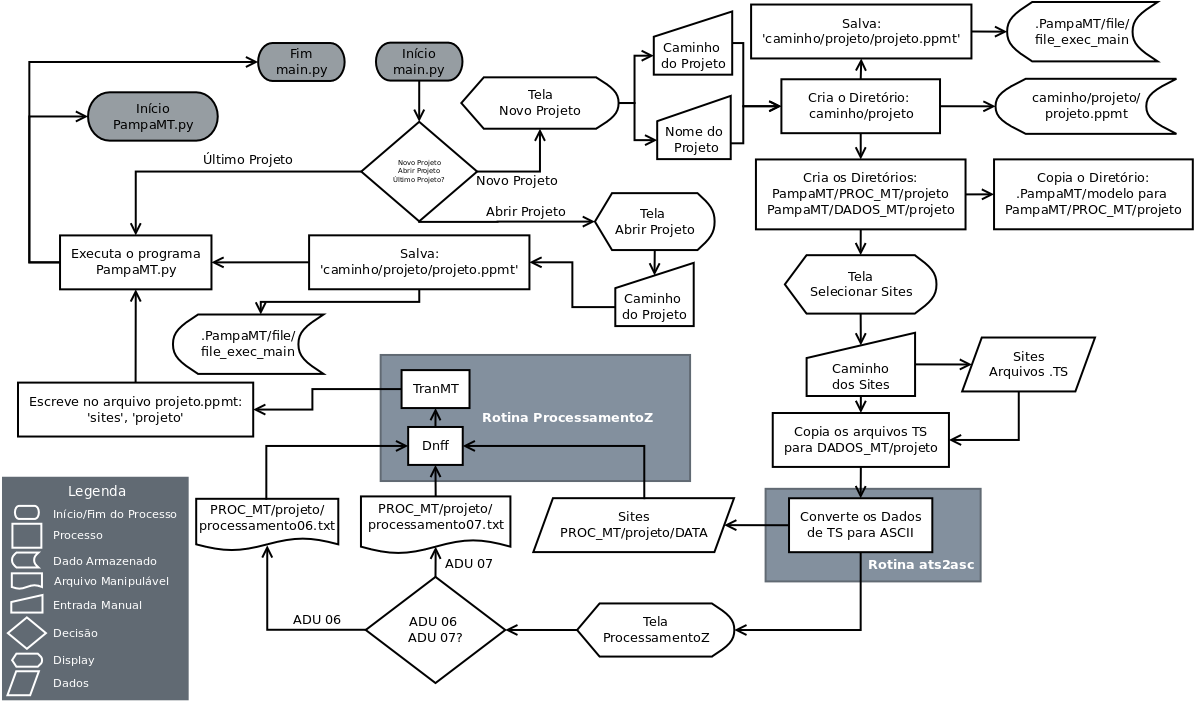 Fim
main.py
Início
main.py
Início
PampaMT.py
Novo Projeto
Abrir Projeto
Último Projeto?
Último Projeto
Novo Projeto
Abrir Projeto
Tela
Novo Projeto
Caminho
do Projeto
Nome do
Projeto
Salva:
'caminho/projeto/projeto.ppmt'
.PampaMT/file/
file_exec_main
Cria o Diretório:
caminho/projeto
caminho/projeto/
projeto.ppmt
Cria os Diretórios:
PampaMT/PROC_MT/projeto
PampaMT/DADOS_MT/projeto
Copia o Diretório:
.PampaMT/modelo para
PampaMT/PROC_MT/projeto
Tela
Abrir Projeto
Caminho
do Projeto
Salva:
'caminho/projeto/projeto.ppmt'
Executa o programa
PampaMT.py
.PampaMT/file/
file_exec_main
Tela
Selecionar Sites
Caminho
dos Sites
Sites
Arquivos .TS
Copia os arquivos TS
para DADOS_MT/projeto
Converte os Dados
de TS para ASCII
Rotina ats2asc
Sites
PROC_MT/projeto/DATA
Tela
ProcessamentoZ
ADU 06
ADU 07?
ADU 06
ADU 07
PROC_MT/projeto/
processamento06.txt
PROC_MT/projeto/
processamento07.txt
TranMT
Dnff
Rotina ProcessamentoZ
Escreve no arquivo projeto.ppmt:
'sites', 'projeto'
Legenda
Início/Fim do Processo
Processo
Dado Armazenado
Arquivo Manipulável
Entrada Manual
Decisão
Display
Dados